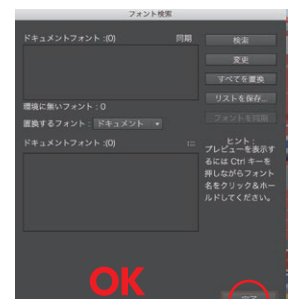 フォント検索
ドキュメントフォント :(0) 同期
検索
変更
すべてを置換
リストを保存...
フォントを同期
環境に無いフォント : 0
置換するフォント : ドキュメント
ドキュメントフォント :(0)
ヒント :
プレビューを表示す
るには Ctrl キーを
押しながらフォント
名をクリック&ホー
ルドしてください。
OK
完了